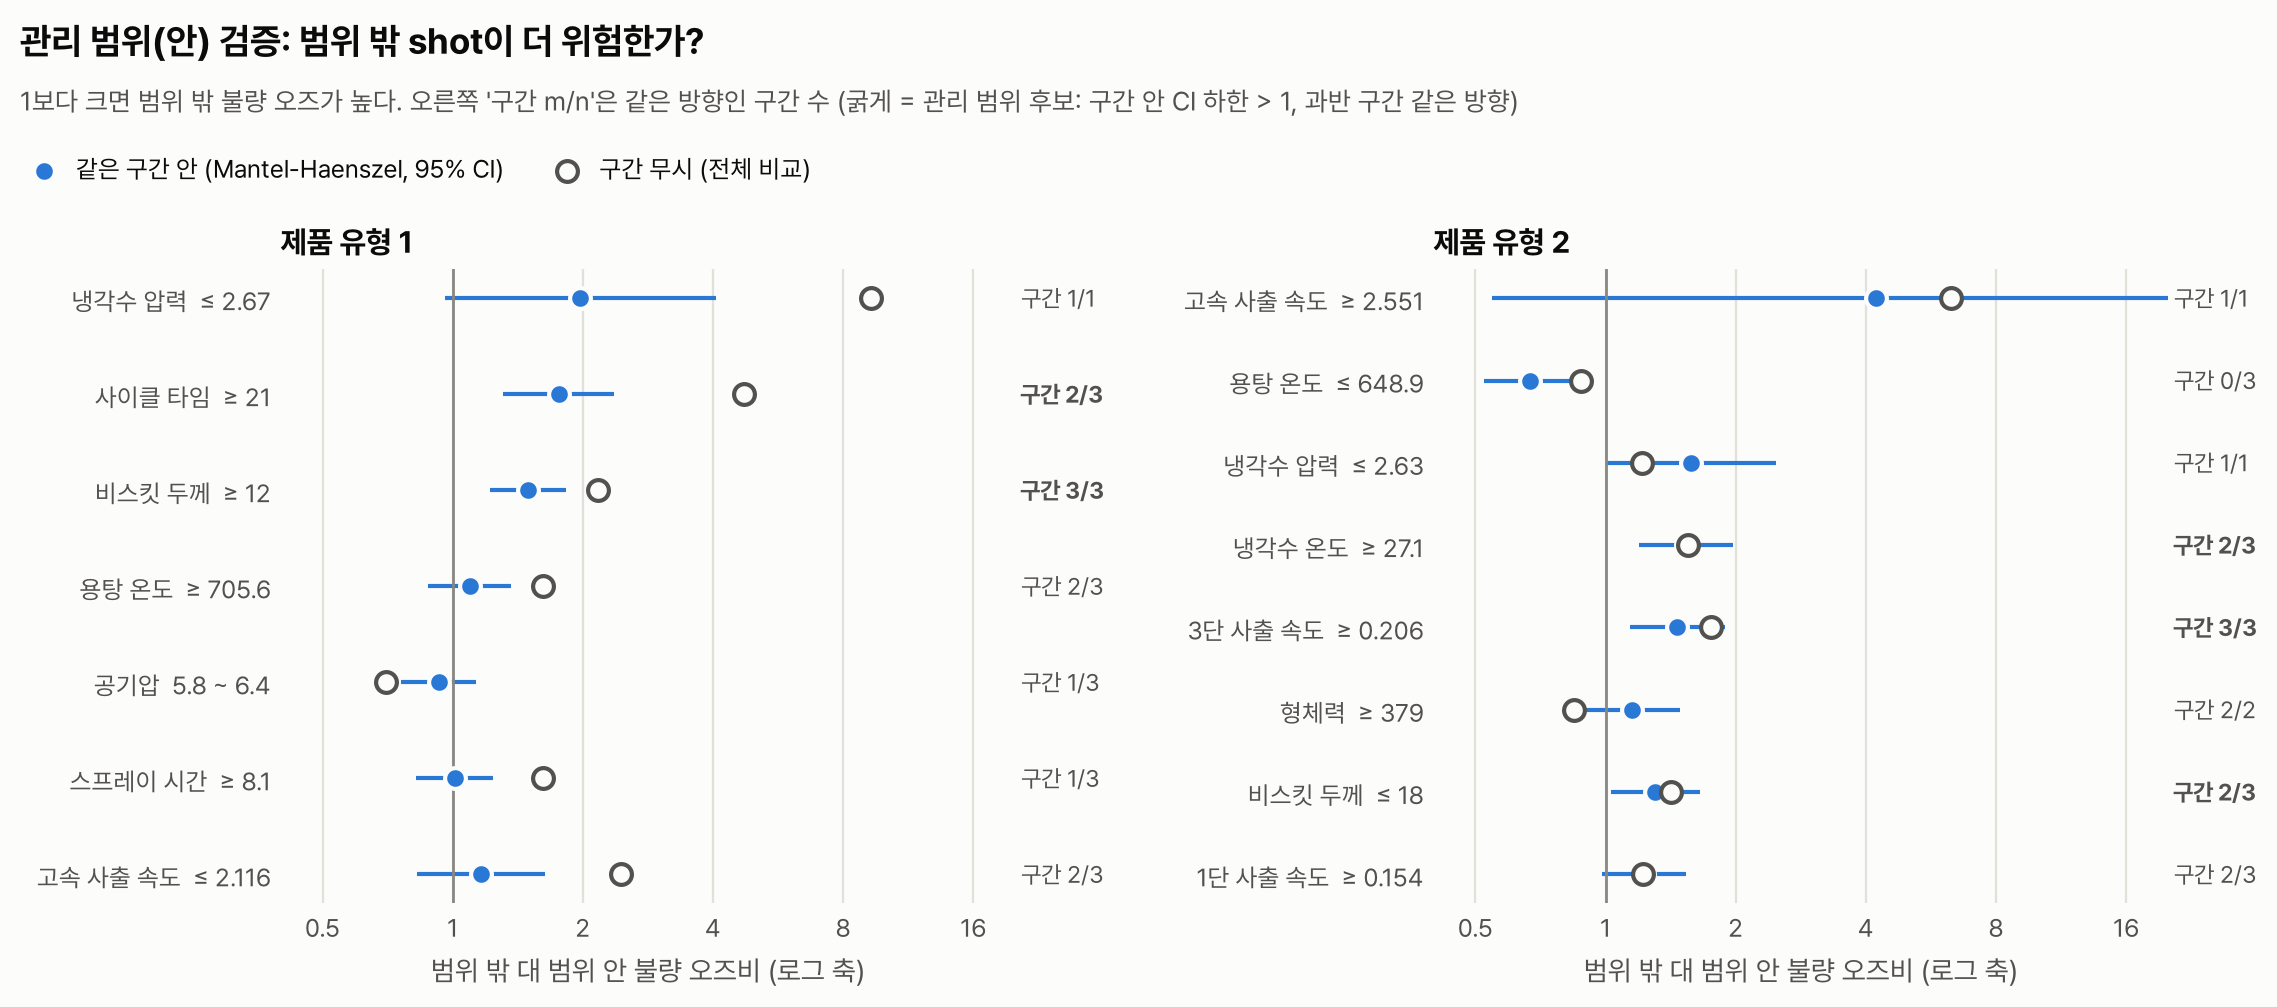 관리 범위(안) 검증: 범위 밖 shot이 더 위험한가?
1보다 크면 범위 밖 불량 오즈가 높다. 오른쪽 '구간 m/n'은 같은 방향인 구간 수 (굵게 = 관리 범위 후보: 구간 안 CI 하한 > 1, 과반 구간 같은 방향)
같은 구간 안 (Mantel-Haenszel, 95% CI)
구간 무시 (전체 비교)
제품 유형 1
냉각수 압력 ≤ 2.67
구간 1/1
사이클 타임 ≥ 21
구간 2/3
비스킷 두께 ≥ 12
구간 3/3
용탕 온도 ≥ 705.6
구간 2/3
공기압 5.8 ~ 6.4
구간 1/3
스프레이 시간 ≥ 8.1
구간 1/3
고속 사출 속도 ≤ 2.116
구간 2/3
0.5 1 2 4 8 16
범위 밖 대 범위 안 불량 오즈비 (로그 축)
제품 유형 2
고속 사출 속도 ≥ 2.551
구간 1/1
용탕 온도 ≤ 648.9
구간 0/3
냉각수 압력 ≤ 2.63
구간 1/1
냉각수 온도 ≥ 27.1
구간 2/3
3단 사출 속도 ≥ 0.206
구간 3/3
형체력 ≥ 379
구간 2/2
비스킷 두께 ≤ 18
구간 2/3
1단 사출 속도 ≥ 0.154
구간 2/3
0.5 1 2 4 8 16
범위 밖 대 범위 안 불량 오즈비 (로그 축)